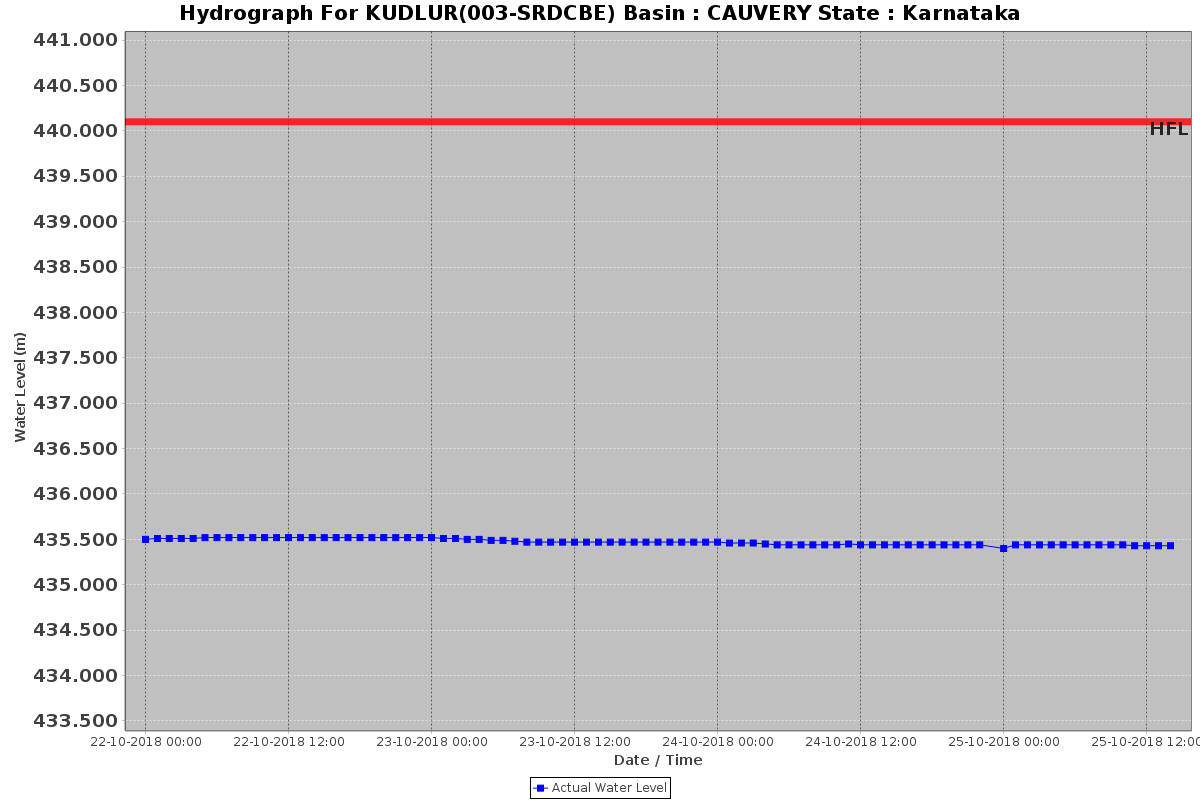 Hydrograph For KUDLUR(003-SRDCBE) Basin : CAUVERY State : Karnataka
441.000
440.500
440.000
HFL
439.500
439.000
438.500
438.000
437.500
437.000
436.500
436.000
435.500
435.000
434.500
434.000
433.500
Water Level (m)
22-10-2018 00:00 22-10-2018 12:00 23-10-2018 00:00 23-10-2018 12:00 24-10-2018 00:00 24-10-2018 12:00 25-10-2018 00:00 25-10-2018 12:00
Date / Time
Actual Water Level